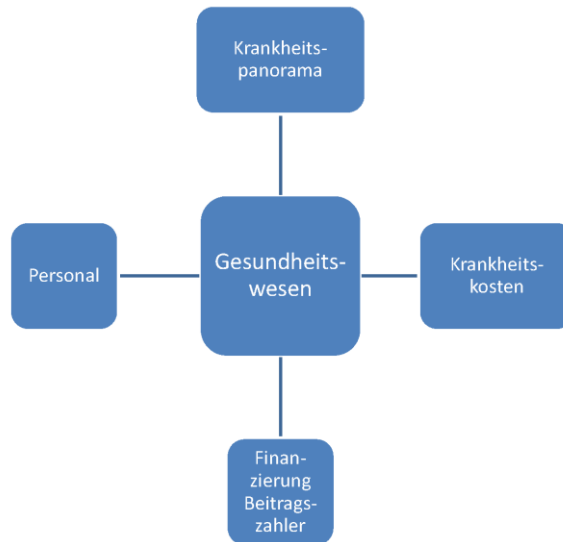 Krankheits-
panorama
Gesundheits-
wesen
Personal
Krankheits-
kosten
Finan-
zierung
Beitrags-
zahler